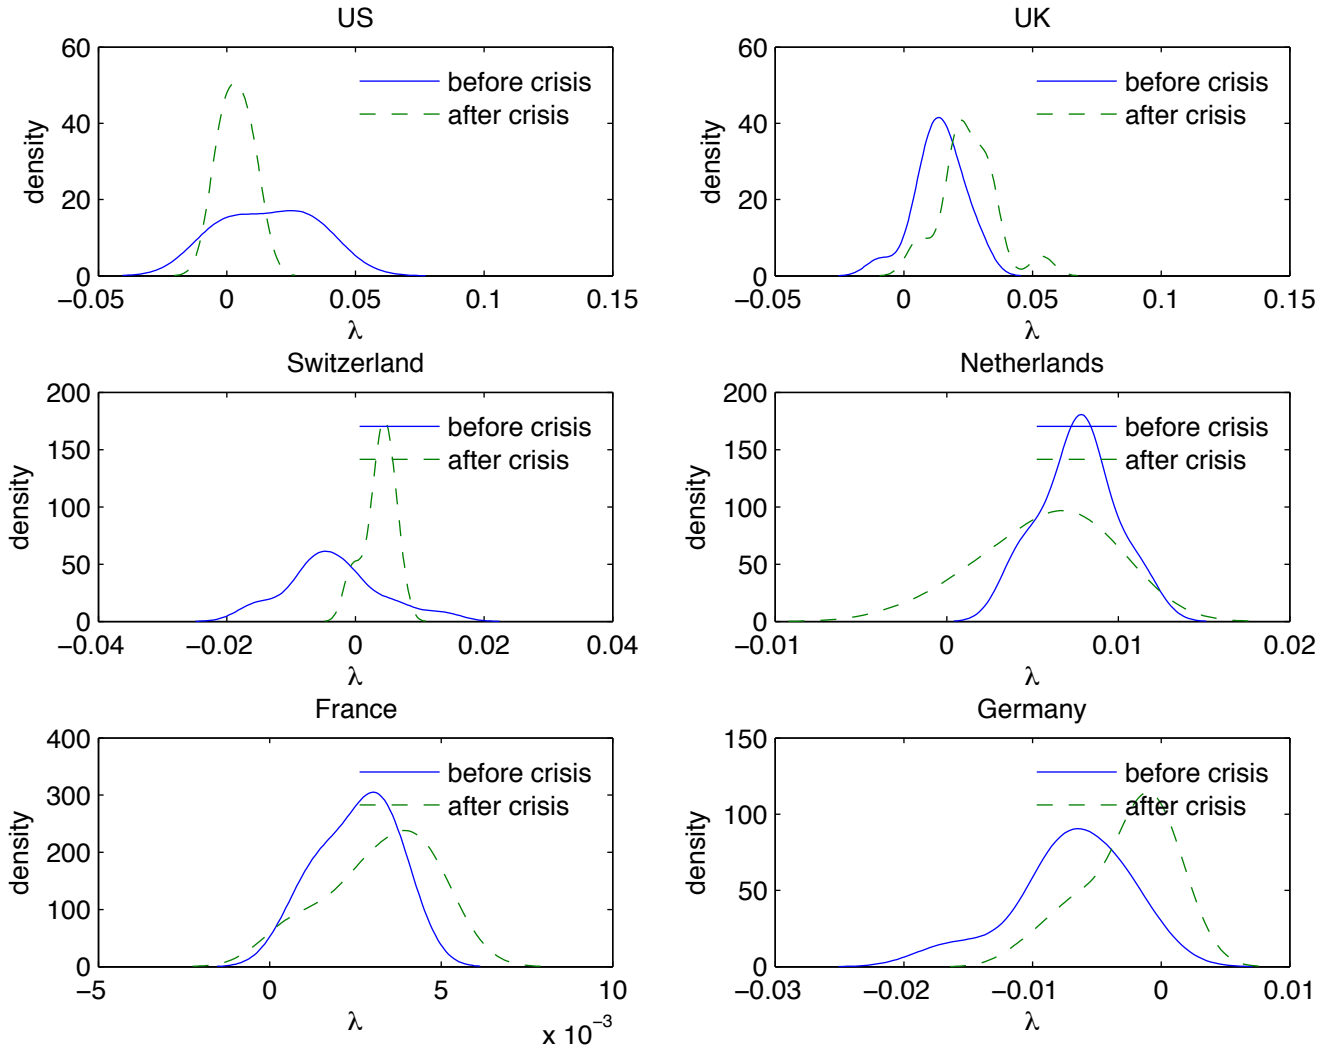 US
60
40
20
0
density
before crisis
after crisis
−0.05 0 0.05 0.1 0.15
λ
UK
60
40
20
0
density
before crisis
after crisis
−0.05 0 0.05 0.1 0.15
λ
Switzerland
200
150
100
50
0
density
before crisis
after crisis
−0.04 −0.02 0 0.02 0.04
λ
Netherlands
200
150
100
50
0
density
before crisis
after crisis
−0.01 0 0.01 0.02
λ
France
400
300
200
100
0
density
before crisis
after crisis
−5 0 5 10
λ
x 10⁻³
Germany
150
100
50
0
density
before crisis
after crisis
−0.03 −0.02 −0.01 0 0.01
λ